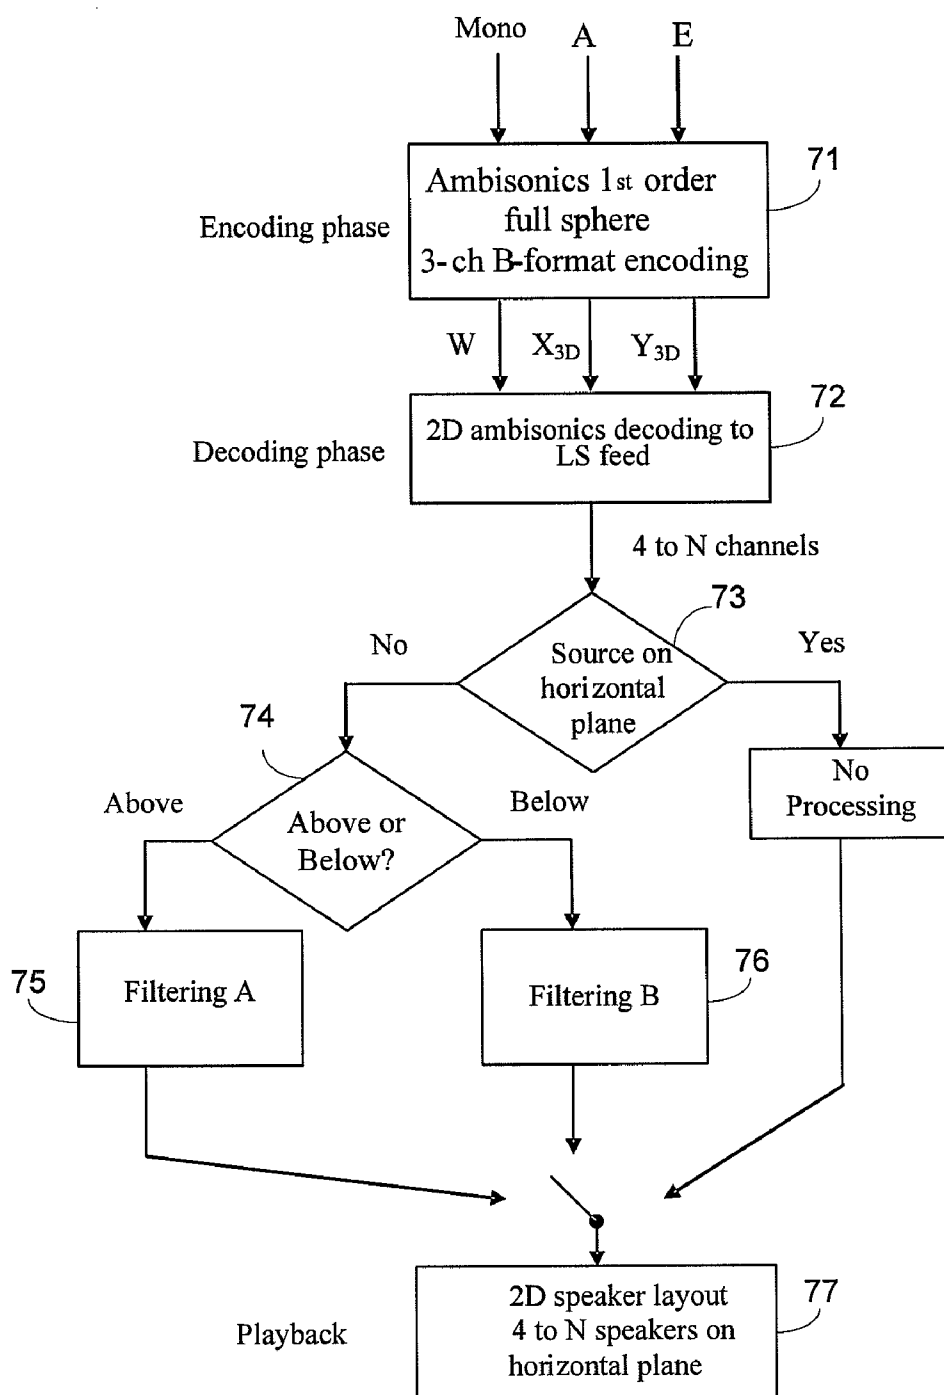 Mono A E
71
Ambisonics 1st order
full sphere
3-ch B-format encoding
Encoding phase
W X3D Y3D
72
2D ambisonics decoding to
LS feed
Decoding phase
4 to N channels
73
No
Yes
Source on
horizontal
plane
74
No
Processing
Above
Below
Above or
Below?
75
Filtering A
76
Filtering B
77
2D speaker layout
4 to N speakers on
horizontal plane
Playback